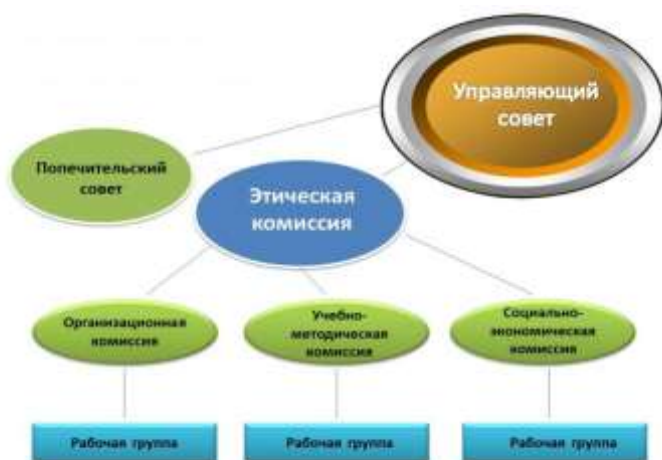 Управляющий
совет
Попечительский
совет
Этическая
комиссия
Организационная
комиссия
Учебно-
методическая
комиссия
Социально-
экономическая
комиссия
Рабочая группа
Рабочая группа
Рабочая группа